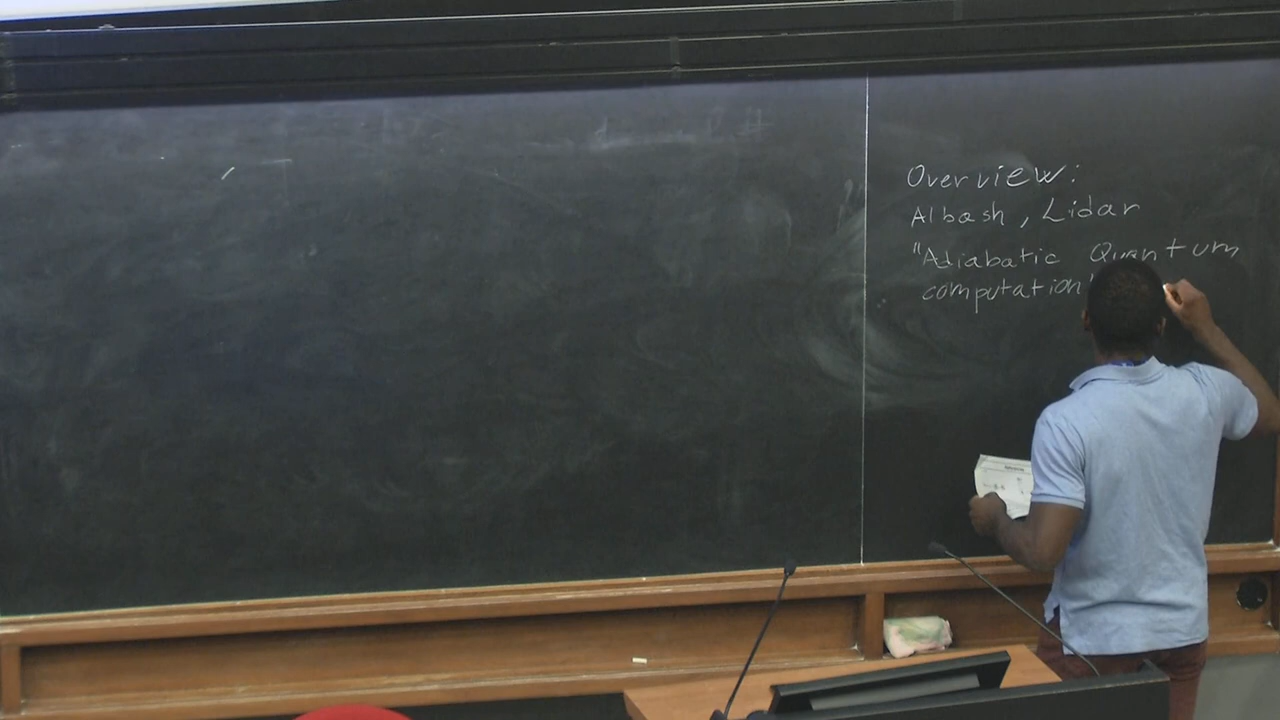 Overview:
Albash, Lidar
"Adiabatic Quantum
computation"